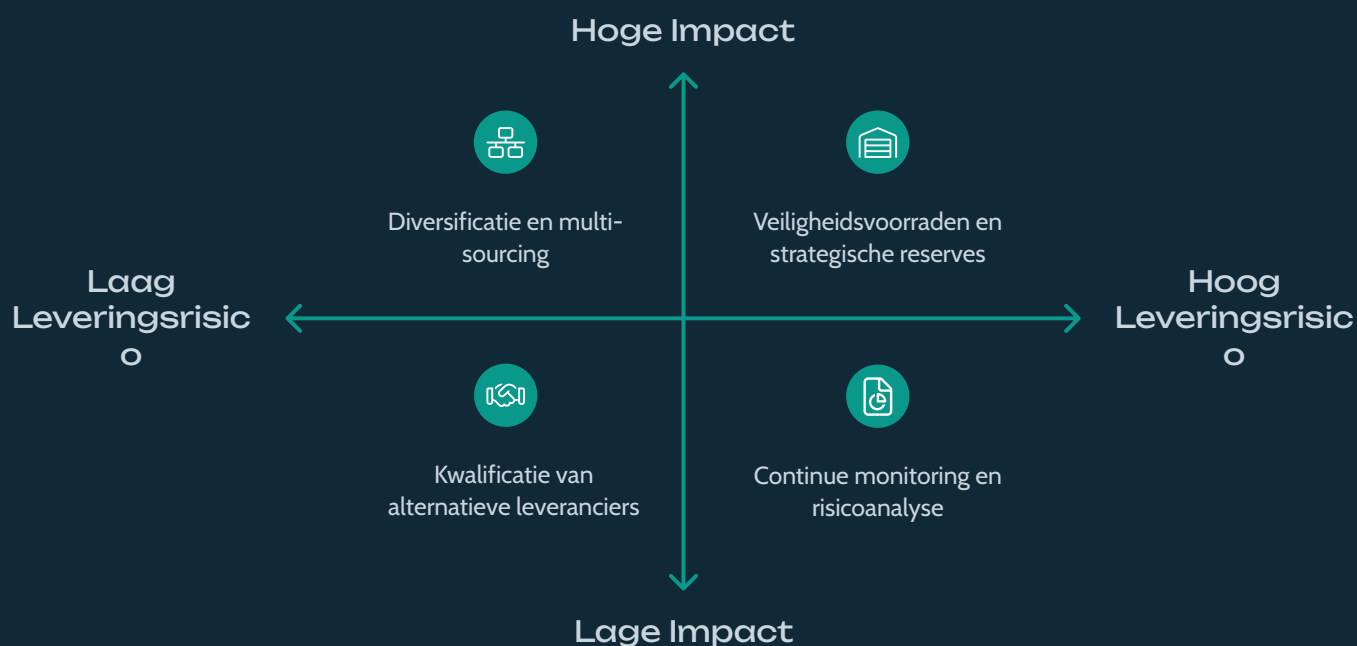 Hoge Impact
Diversificatie en multi-
sourcing
Veiligheidsvoorraden en
strategische reserves
Laag
Leveringsrisic
o
Hoog
Leveringsrisic
o
Kwalificatie van
alternatieve leveranciers
Continue monitoring en
risicoanalyse
Lage Impact